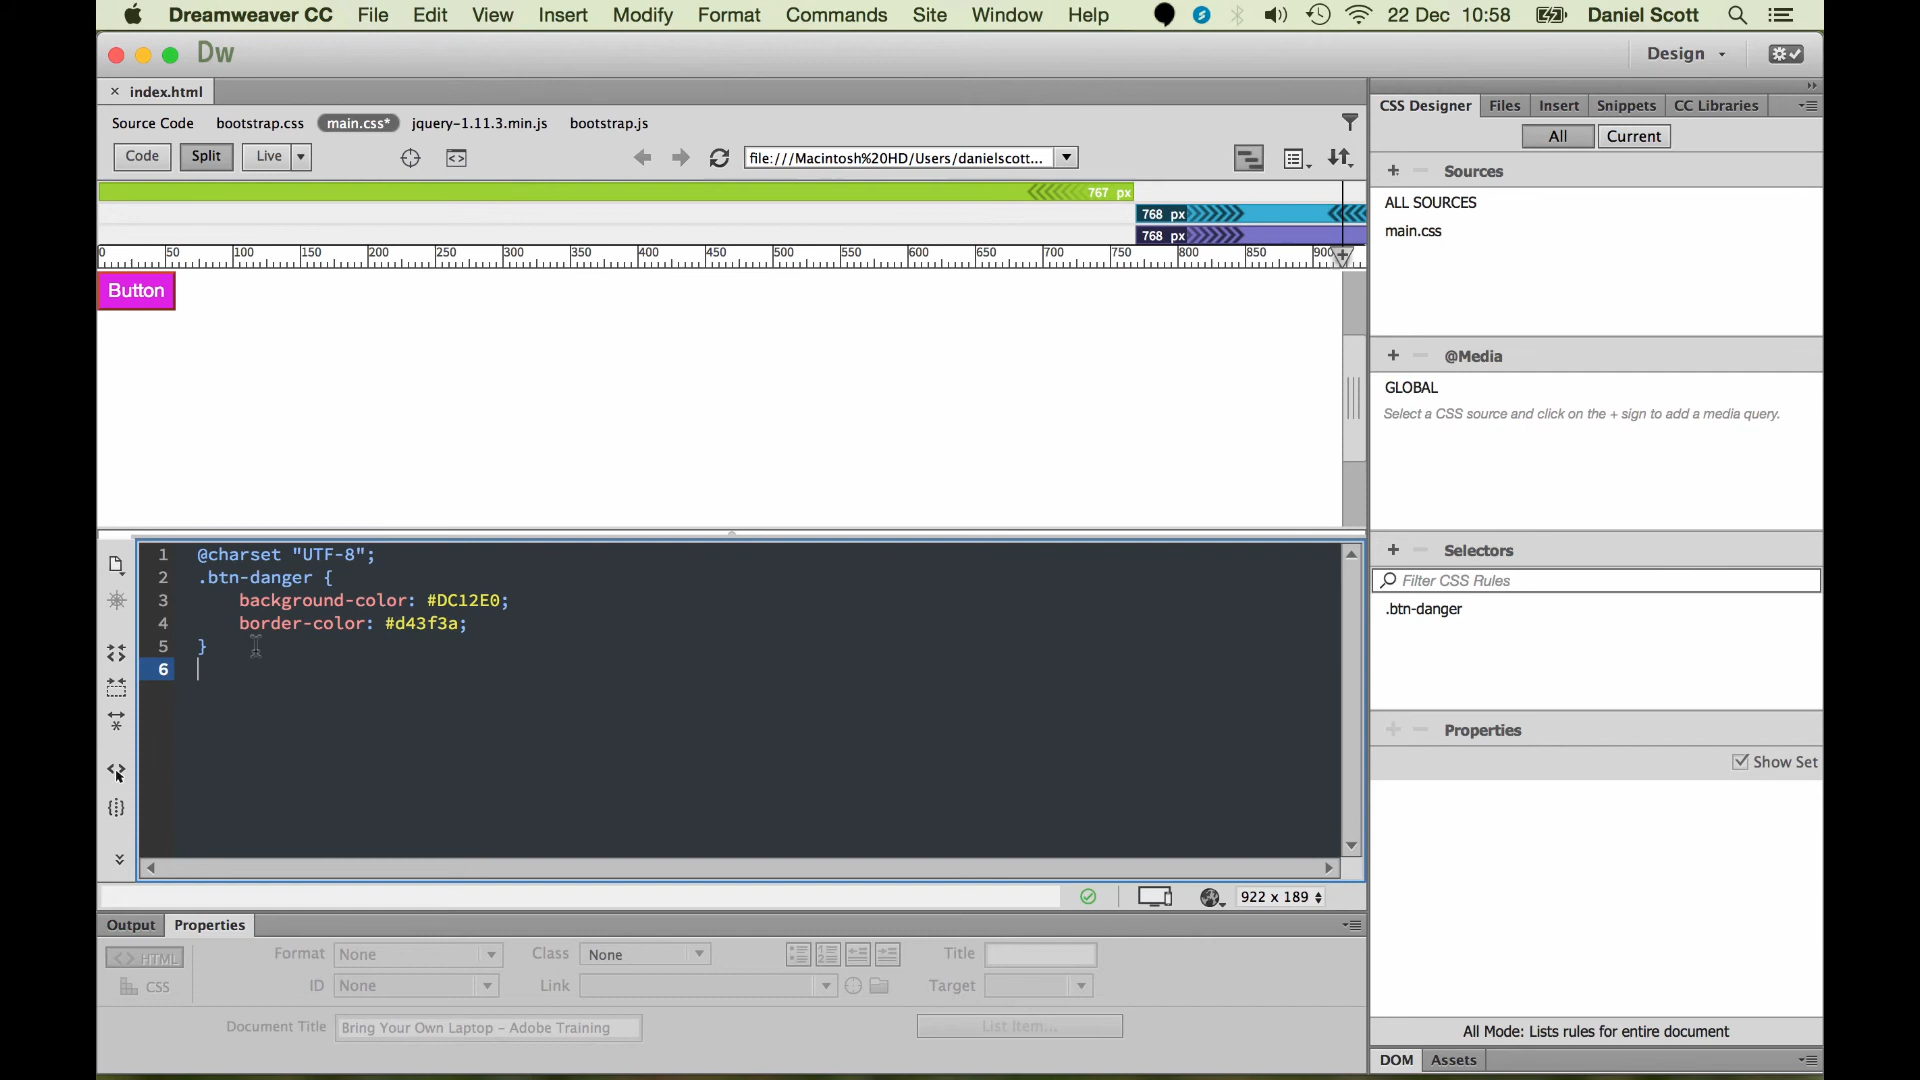 Dreamweaver CC File Edit View Insert Modify Format Commands Site Window Help 22 Dec 10:58 Daniel Scott
Dw Design
× index.html
Source Code bootstrap.css main.css* jquery-1.11.3.min.js bootstrap.js
Code Split Live file:///Macintosh%20HD/Users/danielscott...
767 px
768 px
768 px
0 50 100 150 200 250 300 350 400 450 500 550 600 650 700 750 800 850 900
Button
1 @charset "UTF-8";
2 .btn-danger {
3 background-color: #DC12E0;
4 border-color: #d43f3a;
5 }
6
922 x 189
Output Properties
<> HTML Format None Class None Title
CSS ID None Link Target
Document Title Bring Your Own Laptop – Adobe Training List Item...
CSS Designer Files Insert Snippets CC Libraries
All Current
+ Sources
ALL SOURCES
main.css
+ @Media
GLOBAL
Select a CSS source and click on the + sign to add a media query.
+ Selectors
Filter CSS Rules
.btn-danger
+ Properties
Show Set
All Mode: Lists rules for entire document
DOM Assets